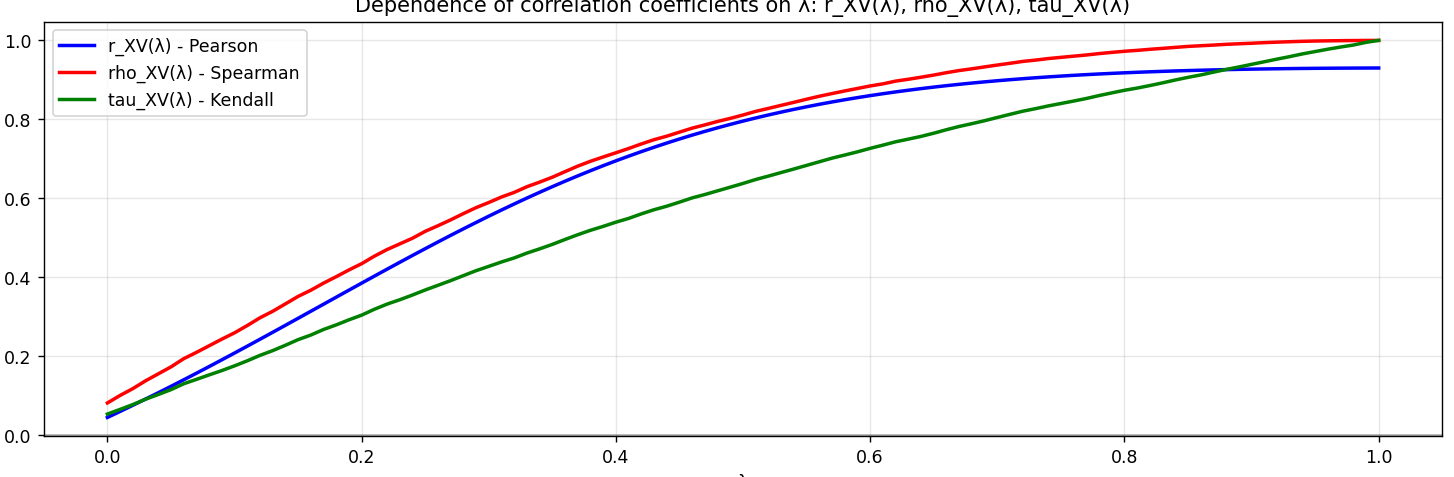 Dependence of correlation coefficients on λ: r_XV(λ), rho_XV(λ), tau_XV(λ)
r_XV(λ) - Pearson
rho_XV(λ) - Spearman
tau_XV(λ) - Kendall
1.0
0.8
0.6
0.4
0.2
0.0
0.0 0.2 0.4 0.6 0.8 1.0